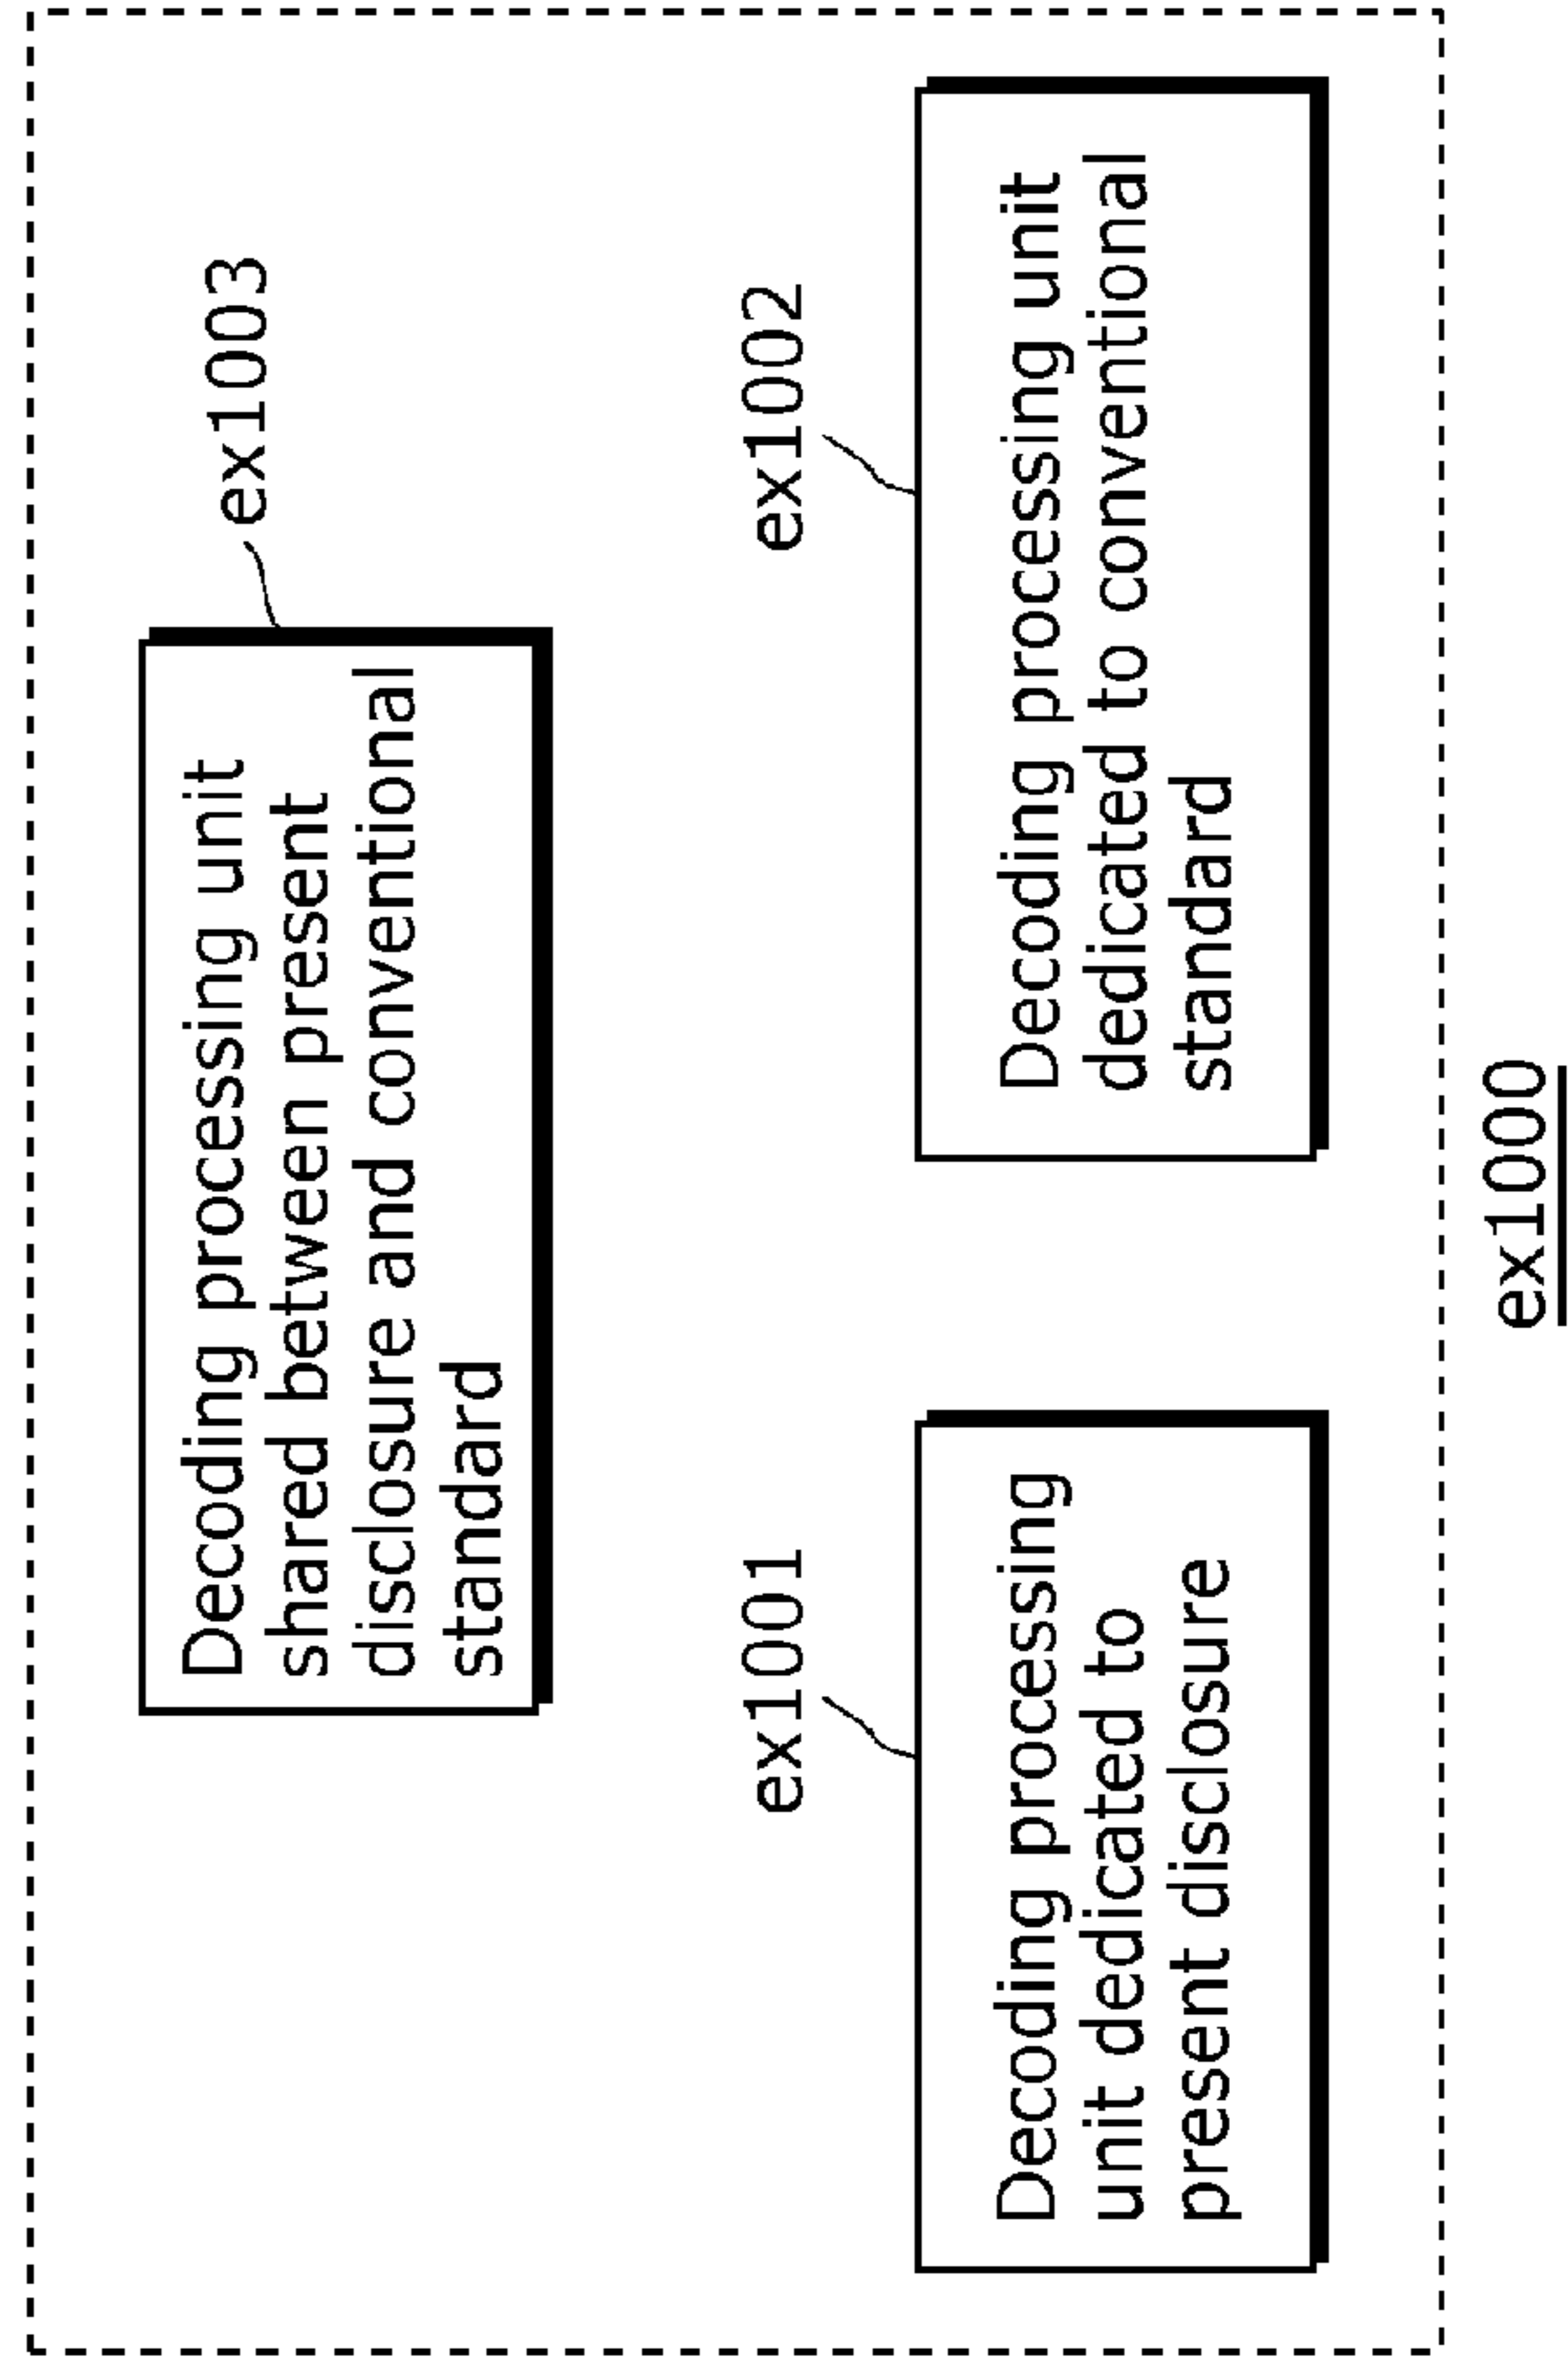 ex1003
Decoding processing unit
shared between present
disclosure and conventional
standard
ex1001
Decoding processing
unit dedicated to
present disclosure
ex1002
Decoding processing unit
dedicated to conventional
standard
ex1000